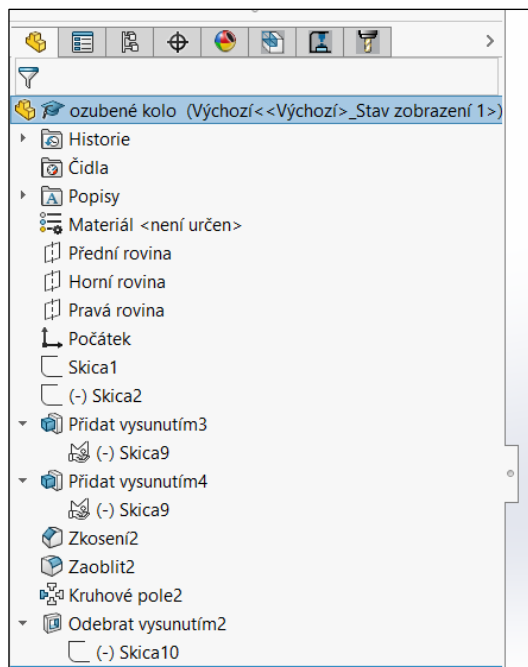 ozubené kolo (Výchozí<<Výchozí>_Stav zobrazení 1>)
Historie
Čidla
A Popisy
Materiál <není určen>
Přední rovina
Horní rovina
Pravá rovina
Počátek
Skica1
(-) Skica2
Přidat vysunutím3
(-) Skica9
Přidat vysunutím4
(-) Skica9
Zkosení2
Zaoblit2
Kruhové pole2
Odebrat vysunutím2
(-) Skica10